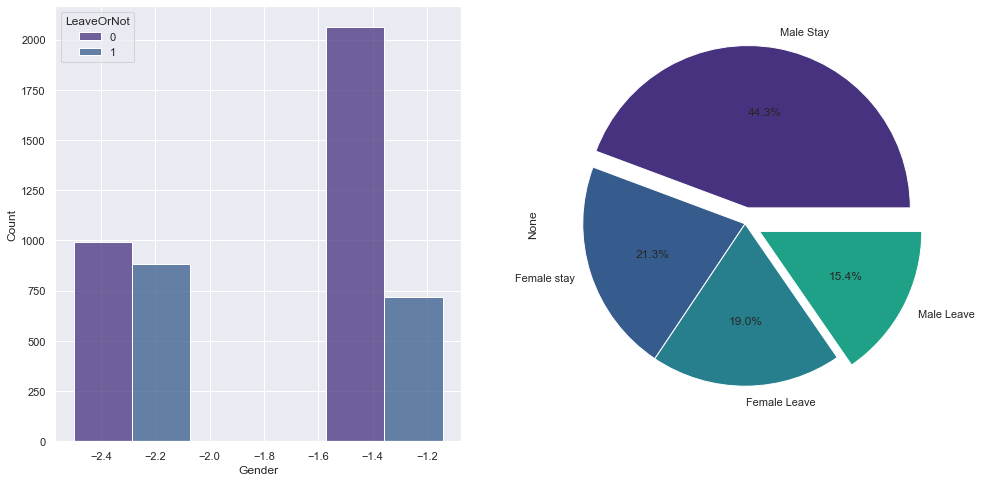 LeaveOrNot
0
1
2000
1750
1500
1250
1000
750
500
250
0
Count
−2.4 −2.2 −2.0 −1.8 −1.6 −1.4 −1.2
Gender
None
Male Stay
44.3%
Female stay
21.3%
19.0%
Female Leave
15.4%
Male Leave